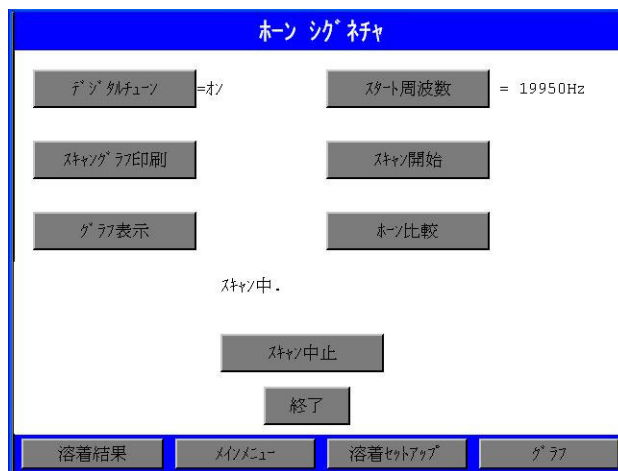 ﾎｰﾝ ｼｸﾞﾈﾁｬ
ﾃﾞｼﾞﾀﾙﾁｭｰﾝ =ｵﾝ ｽﾀｰﾄ周波数 = 19950Hz
ｽｷｬﾝｸﾞﾗﾌ印刷 ｽｷｬﾝ開始
ｸﾞﾗﾌ表示 ﾎｰﾝ比較
ｽｷｬﾝ中.
ｽｷｬﾝ中止
終了
溶着結果 ﾒｲﾝﾒﾆｭｰ 溶着ｾｯﾄｱｯﾌﾟ ｸﾞﾗﾌ